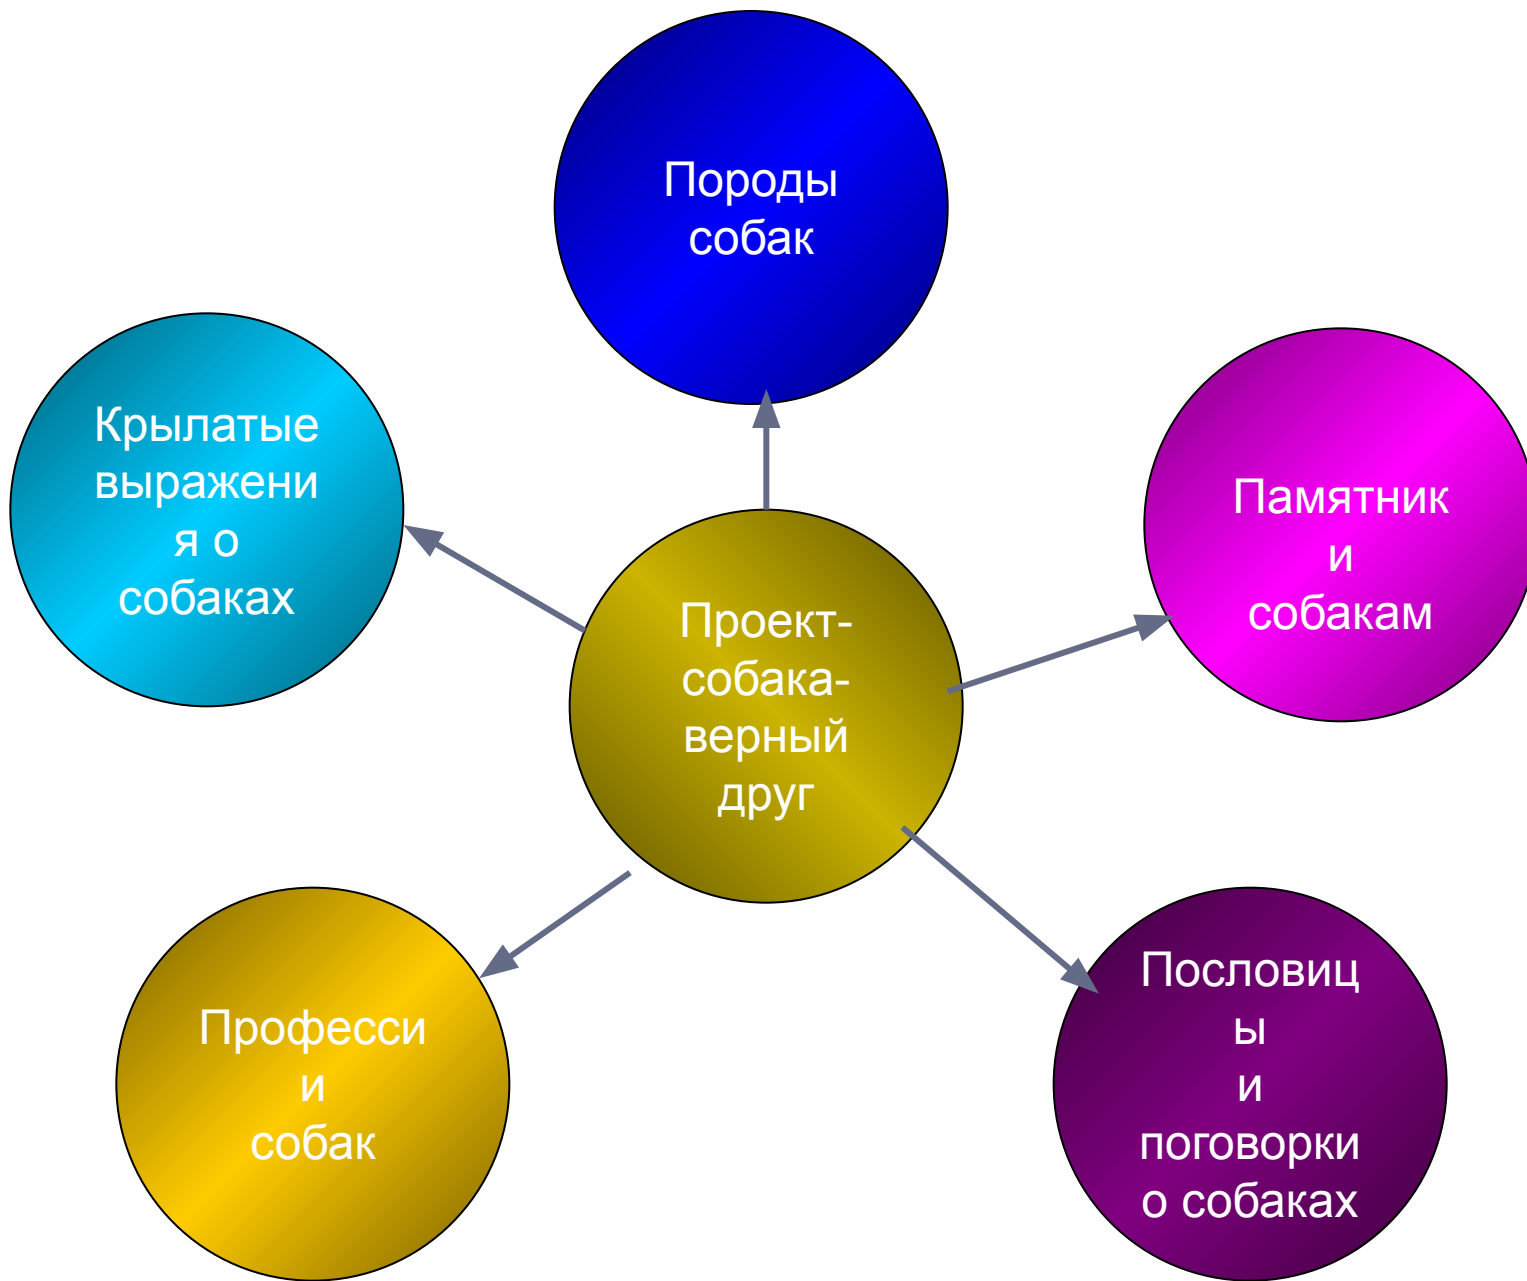 Породы
собак
Крылатые
выражени
я о
собаках
Памятник
и
собакам
Проект-
собака-
верный
друг
Професси
и
собак
Пословиц
ы
и
поговорки
о собаках